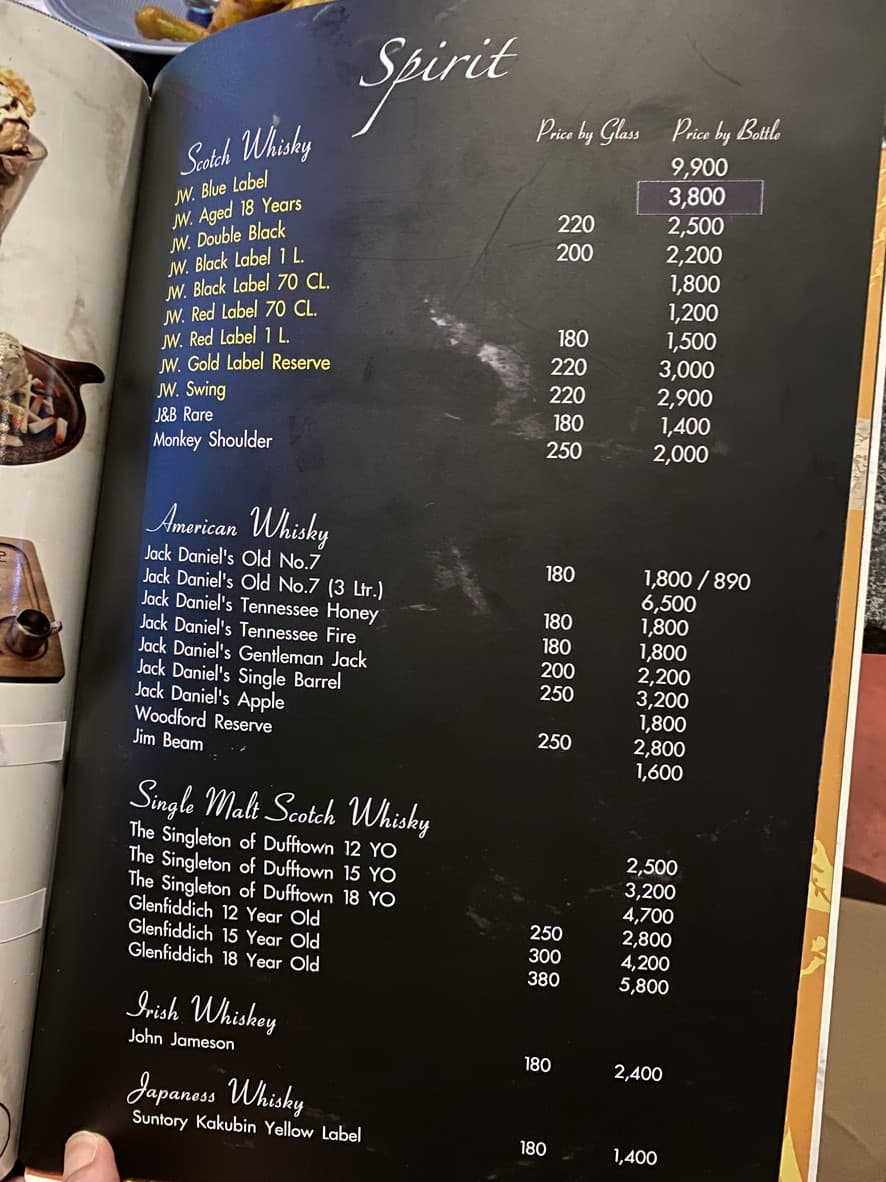 Spirit
Price by Glass Price by Bottle
Scotch Whisky
JW. Blue Label 9,900
JW. Aged 18 Years 3,800
JW. Double Black 220 2,500
JW. Black Label 1 L. 200 2,200
JW. Black Label 70 CL. 1,800
JW. Red Label 70 CL. 1,200
JW. Red Label 1 L. 180 1,500
JW. Gold Label Reserve 220 3,000
JW. Swing 220 2,900
J&B Rare 180 1,400
Monkey Shoulder 250 2,000
American Whisky
Jack Daniel's Old No.7 180 1,800 / 890
Jack Daniel's Old No.7 (3 Ltr.) 6,500
Jack Daniel's Tennessee Honey 180 1,800
Jack Daniel's Tennessee Fire 180 1,800
Jack Daniel's Gentleman Jack 200 2,200
Jack Daniel's Single Barrel 250 3,200
Jack Daniel's Apple 1,800
Woodford Reserve 250 2,800
Jim Beam 1,600
Single Malt Scotch Whisky
The Singleton of Dufftown 12 YO 2,500
The Singleton of Dufftown 15 YO 3,200
The Singleton of Dufftown 18 YO 4,700
Glenfiddich 12 Year Old 250 2,800
Glenfiddich 15 Year Old 300 4,200
Glenfiddich 18 Year Old 380 5,800
Irish Whiskey
John Jameson 180 2,400
Japaness Whisky
Suntory Kakubin Yellow Label 180 1,400